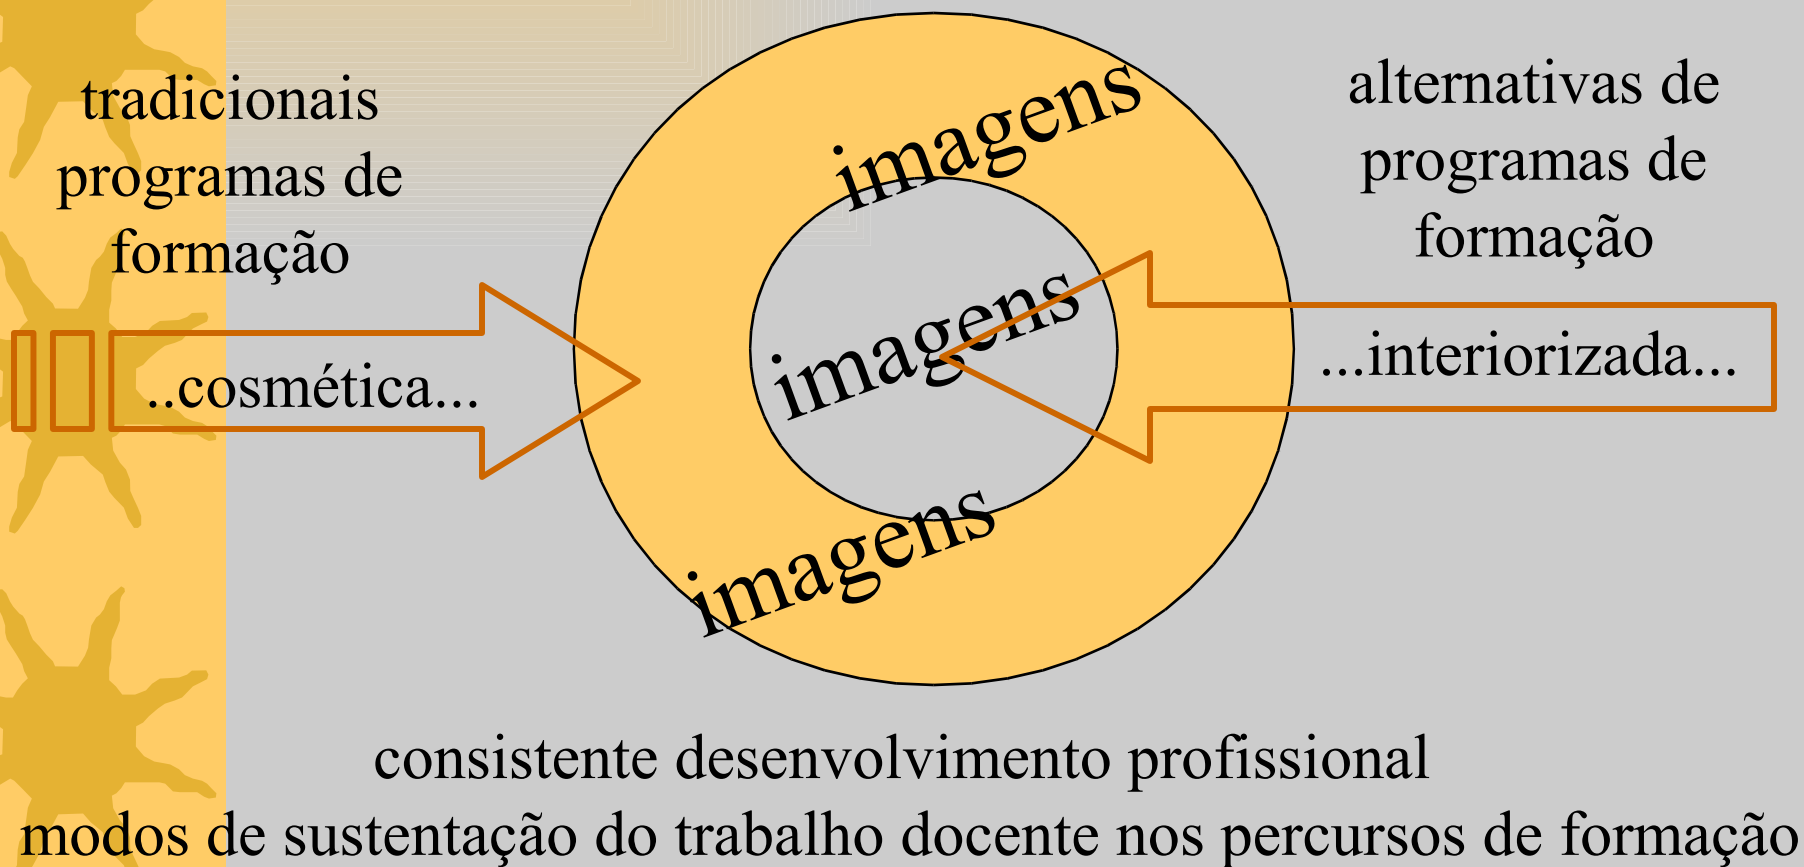 tradicionais
programas de
formação
..cosmética...
imagens
imagens
imagens
alternativas de
programas de
formação
...interiorizada...
consistente desenvolvimento profissional
modos de sustentação do trabalho docente nos percursos de formação